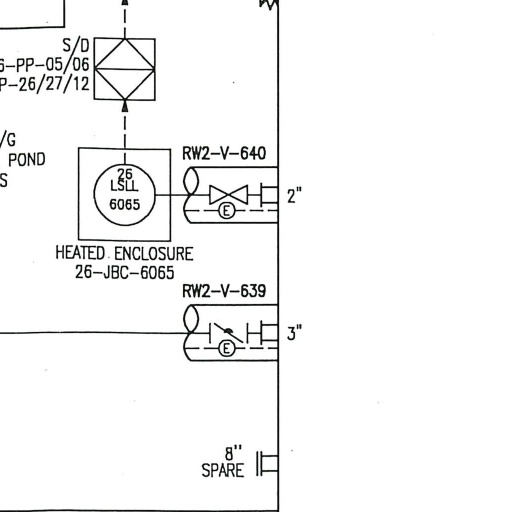 S/D
6-PP-05/06
P-26/27/12
/G
POND
S
RW2-V-640
26
LSLL
6065
E
2"
HEATED ENCLOSURE
26-JBC-6065
RW2-V-639
E
3"
8"
SPARE